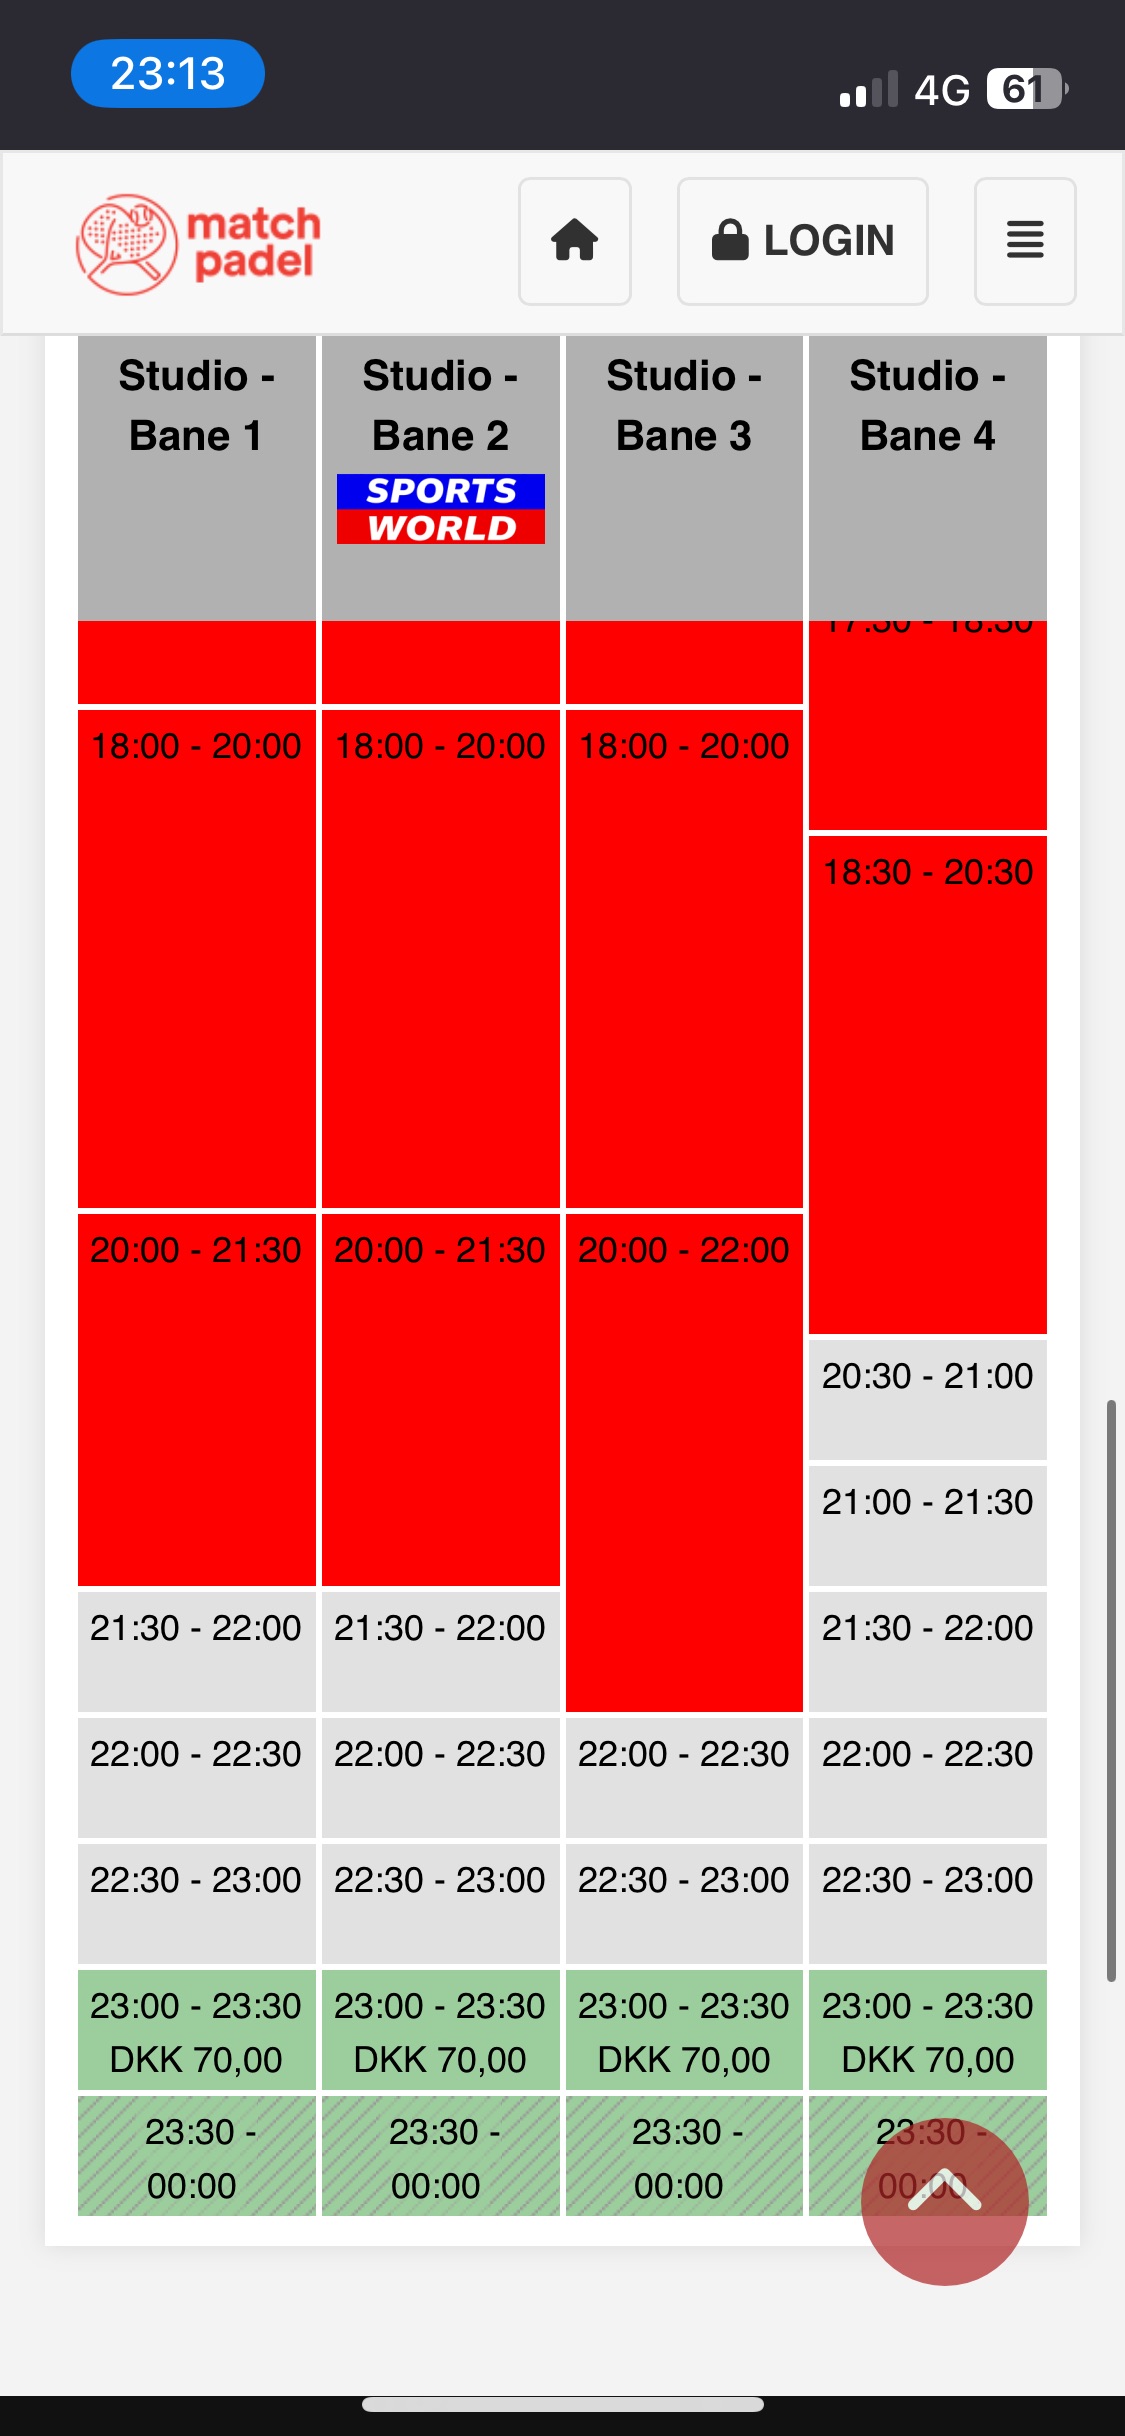 23:13
4G 61
match
padel
LOGIN
Studio -
Bane 1
Studio -
Bane 2
SPORTS
WORLD
Studio -
Bane 3
Studio -
Bane 4
17:30 - 18:30
18:00 - 20:00 18:00 - 20:00 18:00 - 20:00
18:30 - 20:30
20:00 - 21:30 20:00 - 21:30 20:00 - 22:00
20:30 - 21:00
21:00 - 21:30
21:30 - 22:00 21:30 - 22:00 21:30 - 22:00
22:00 - 22:30 22:00 - 22:30 22:00 - 22:30 22:00 - 22:30
22:30 - 23:00 22:30 - 23:00 22:30 - 23:00 22:30 - 23:00
23:00 - 23:30 23:00 - 23:30 23:00 - 23:30 23:00 - 23:30
DKK 70,00 DKK 70,00 DKK 70,00 DKK 70,00
23:30 - 23:30 - 23:30 - 23:30 -
00:00 00:00 00:00 00:00